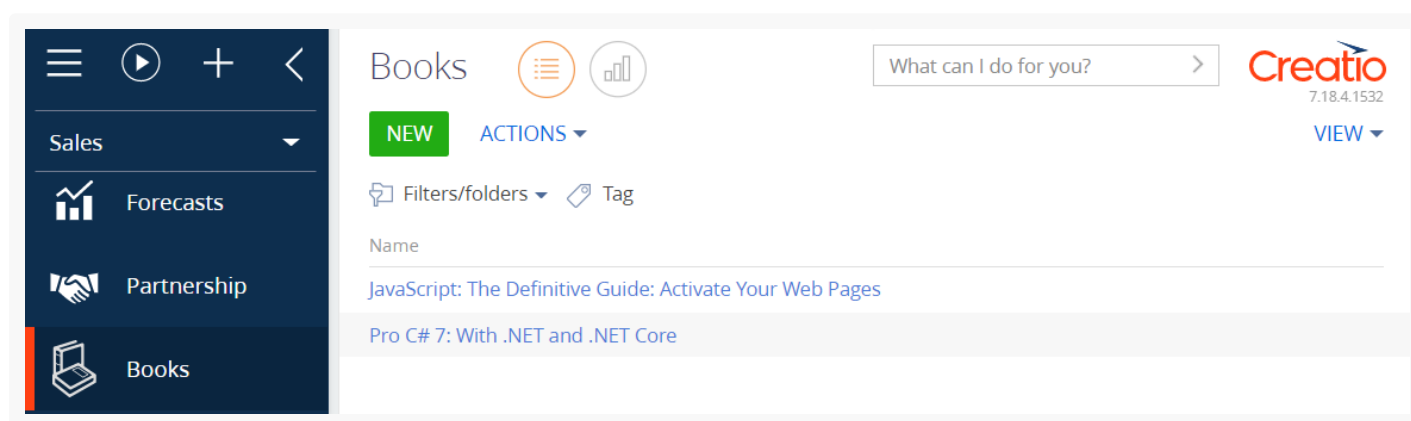 Books
What can I do for you?
Creatio
7.18.4.1532
Sales
NEW
ACTIONS
VIEW
Forecasts
Filters/folders
Tag
Name
Partnership
JavaScript: The Definitive Guide: Activate Your Web Pages
Pro C# 7: With .NET and .NET Core
Books